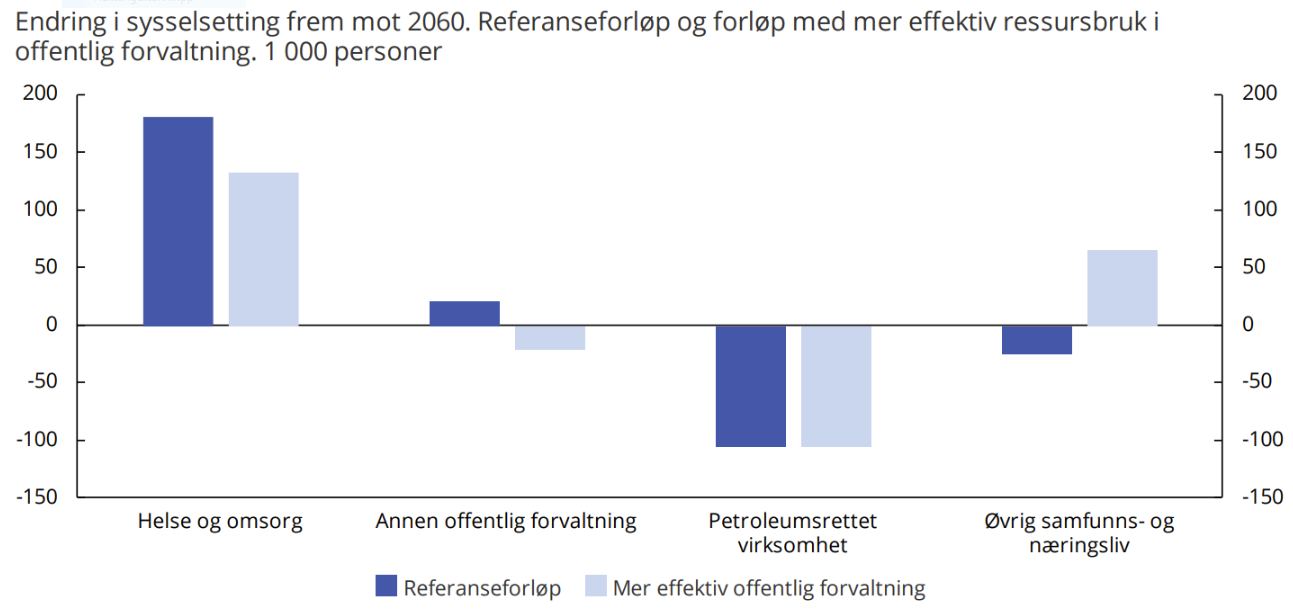 Endring i sysselsetting frem mot 2060. Referanseforløp og forløp med mer effektiv ressursbruk i
offentlig forvaltning. 1 000 personer
200
150
100
50
0
-50
-100
-150
200
150
100
50
0
-50
-100
-150
Helse og omsorg
Annen offentlig forvaltning
Petroleumsrettet
virksomhet
Øvrig samfunns- og
næringsliv
Referanseforløp
Mer effektiv offentlig forvaltning